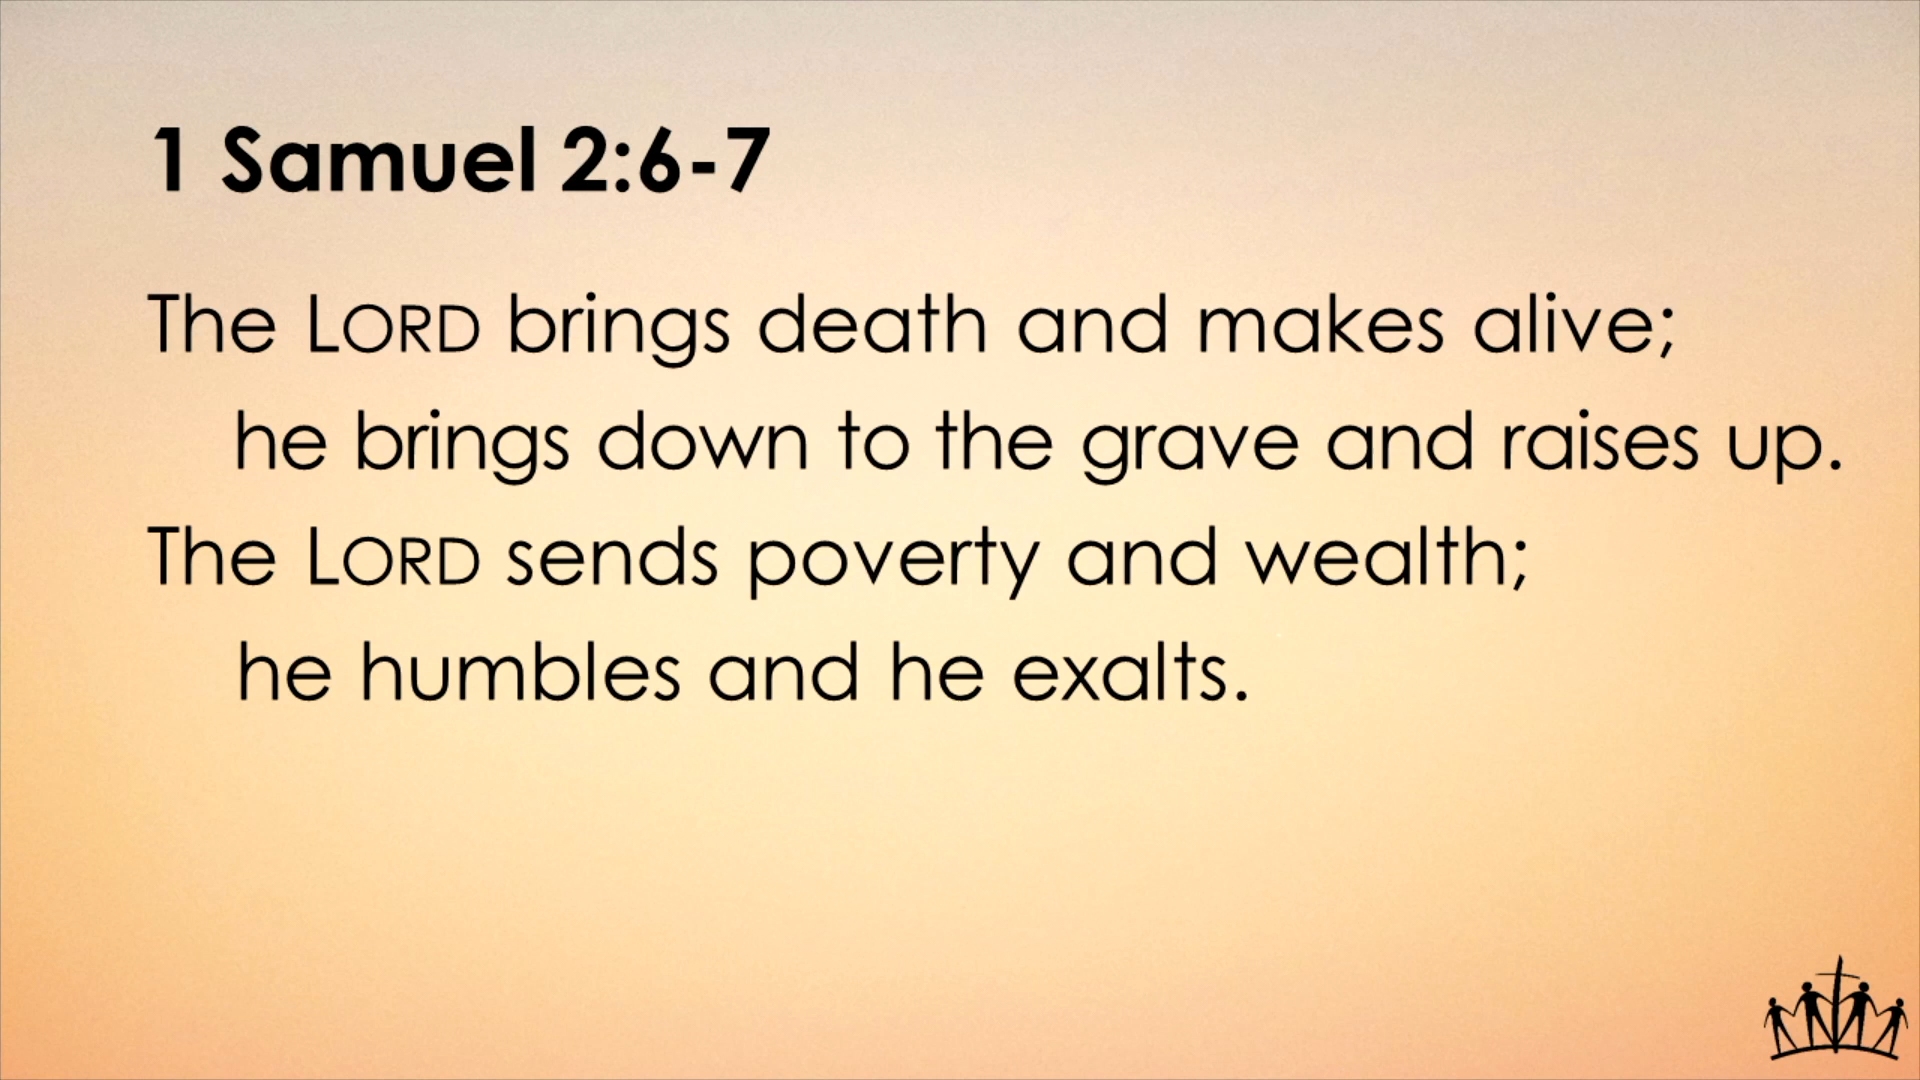 1 Samuel 2:6-7
The LORD brings death and makes alive;
he brings down to the grave and raises up.
The LORD sends poverty and wealth;
he humbles and he exalts.